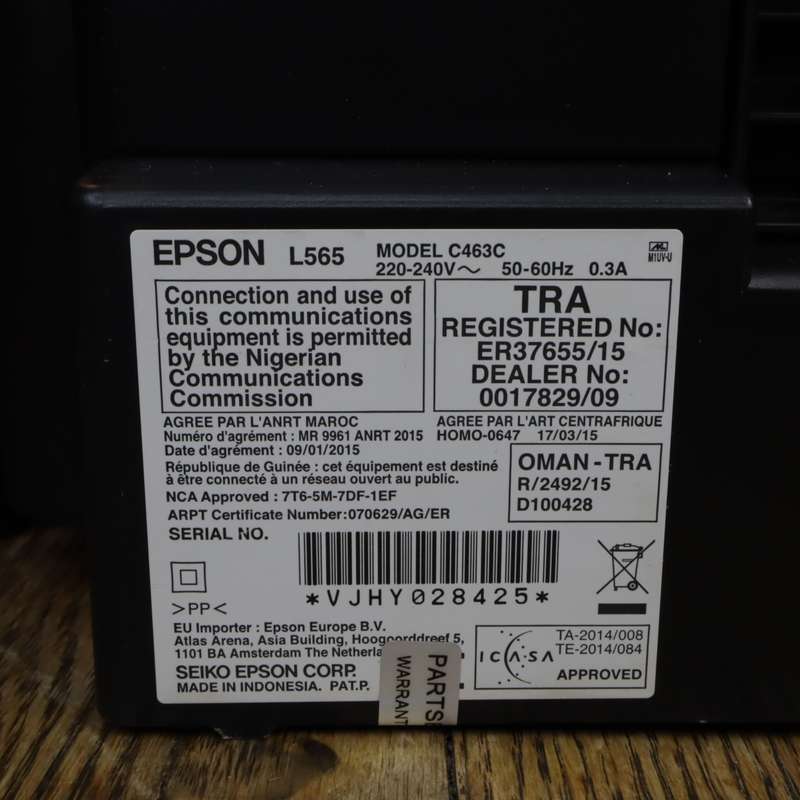 EPSON L565 MODEL C463C
220-240V~ 50-60Hz 0.3A
M1UV-U
Connection and use of
this communications
equipment is permitted
by the Nigerian
Communications
Commission
TRA
REGISTERED No:
ER37655/15
DEALER No:
0017829/09
AGREE PAR L'ANRT MAROC
Numéro d'agrément : MR 9961 ANRT 2015
Date d'agrément : 09/01/2015
AGREE PAR L'ART CENTRAFRIQUE
HOMO-0647 17/03/15
République de Guinée : cet équipement est destiné
à être connecté à un réseau ouvert au public.
NCA Approved : 7T6-5M-7DF-1EF
ARPT Certificate Number:070629/AG/ER
OMAN-TRA
R/2492/15
D100428
SERIAL NO.
*VJHY028425*
>PP<
EU Importer : Epson Europe B.V.
Atlas Arena, Asia Building, Hoogoorddreef 5,
1101 BA Amsterdam The
SEIKO EPSON CORP.
MADE IN INDONESIA. PAT.P.
PARTS
WARRANT
ICASA
TA-2014/008
TE-2014/084
APPROVED